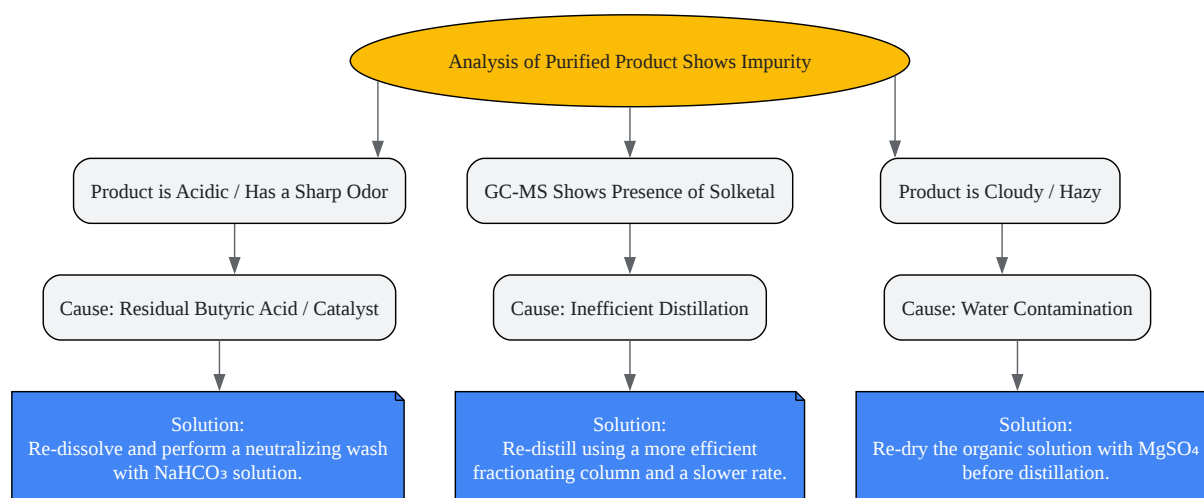 Analysis of Purified Product Shows Impurity
Product is Acidic / Has a Sharp Odor
GC-MS Shows Presence of Solketal
Product is Cloudy / Hazy
Cause: Residual Butyric Acid / Catalyst
Cause: Inefficient Distillation
Cause: Water Contamination
Solution:
Re-dissolve and perform a neutralizing wash
with NaHCO₃ solution.
Solution:
Re-distill using a more efficient
fractionating column and a slower rate.
Solution:
Re-dry the organic solution with MgSO₄
before distillation.